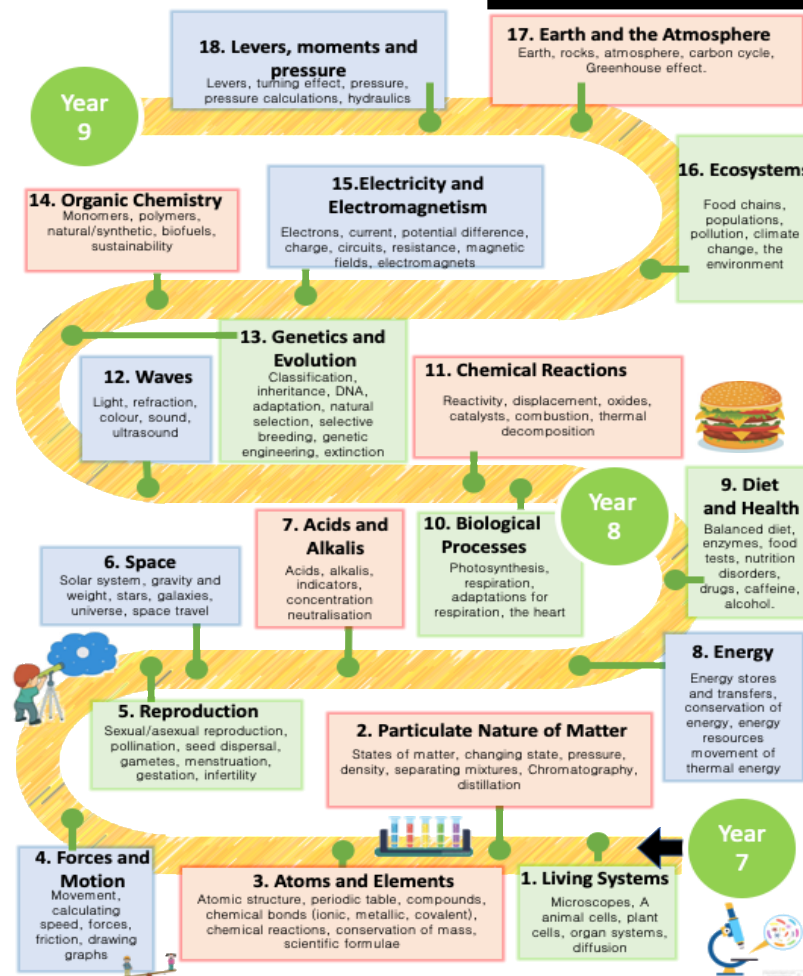 17. Earth and the Atmosphere
Earth, rocks, atmosphere, carbon cycle,
Greenhouse effect.
18. Levers, moments and
pressure
Levers, turning effect, pressure,
pressure calculations, hydraulics
Year
9
16. Ecosystems
Food chains,
populations,
pollution, climate
change, the
environment
15.Electricity and
Electromagnetism
Electrons, current, potential difference,
charge, circuits, resistance, magnetic
fields, electromagnets
14. Organic Chemistry
Monomers, polymers,
natural/synthetic, biofuels,
sustainability
13. Genetics and
Evolution
Classification,
inheritance, DNA,
adaptation, natural
selection, selective
breeding, genetic
engineering, extinction
12. Waves
Light, refraction,
colour, sound,
ultrasound
11. Chemical Reactions
Reactivity, displacement, oxides,
catalysts, combustion, thermal
decomposition
Year
8
9. Diet
and Health
Balanced diet,
enzymes, food
tests, nutrition
disorders,
drugs, caffeine,
alcohol.
10. Biological
Processes
Photosynthesis,
respiration,
adaptations for
respiration, the heart
7. Acids and
Alkalis
Acids, alkalis,
indicators,
concentration
neutralisation
6. Space
Solar system, gravity and
weight, stars, galaxies,
universe, space travel
8. Energy
Energy stores
and transfers,
conservation of
energy, energy
resources
movement of
thermal energy
5. Reproduction
Sexual/asexual reproduction,
pollination, seed dispersal,
gametes, menstruation,
gestation, infertility
2. Particulate Nature of Matter
States of matter, changing state, pressure,
density, separating mixtures, Chromatography,
distillation
Year
7
4. Forces and
Motion
Movement,
calculating
speed, forces,
friction, drawing
graphs
3. Atoms and Elements
Atomic structure, periodic table, compounds,
chemical bonds (ionic, metallic, covalent),
chemical reactions, conservation of mass,
scientific formulae
1. Living Systems
Microscopes, A
animal cells, plant
cells, organ systems,
diffusion